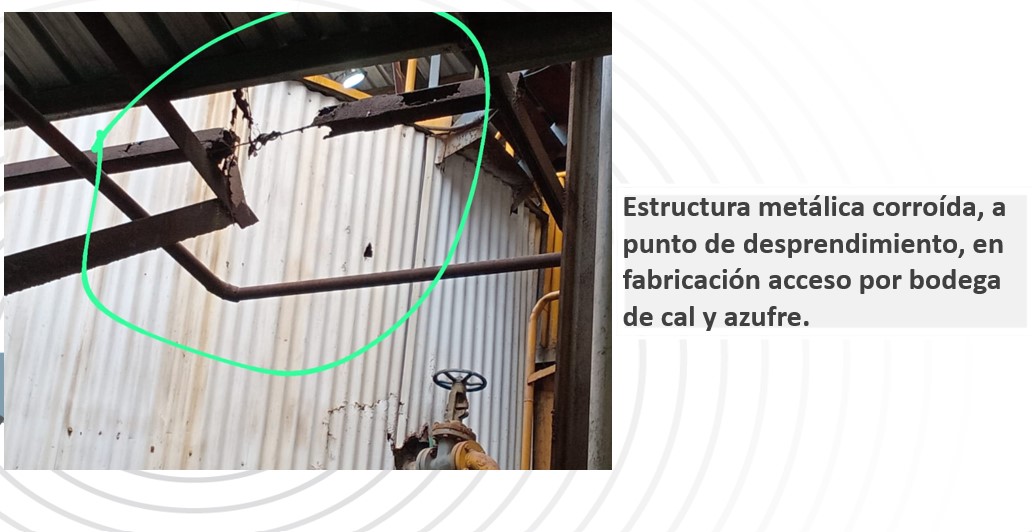 Estructura metálica corroída, a
punto de desprendimiento, en
fabricación acceso por bodega
de cal y azufre.